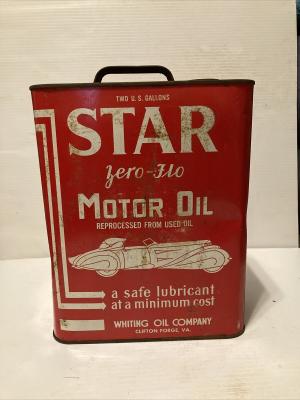 TWO U.S. GALLONS
STAR
Zero-Flo
MOTOR OIL
REPROCESSED FROM USED OIL
a safe lubricant
at a minimum cost
WHITING OIL COMPANY
CLIFTON FORGE, VA.